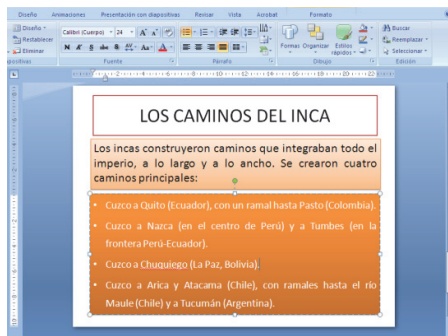 Diseño Animaciones Presentación con diapositivas Revisar Vista Acrobat Formato
Diseño
Restablecer
Eliminar
Calibri (Cuerpo) 24
Formas Organizar Estilos rápidos
Buscar
Reemplazar
Seleccionar
Fuente Párrafo Dibujo Edición
LOS CAMINOS DEL INCA
Los incas construyeron caminos que integraban todo el
imperio, a lo largo y a lo ancho. Se crearon cuatro
caminos principales:
• Cuzco a Quito (Ecuador), con un ramal hasta Pasto (Colombia).
• Cuzco a Nazca (en el centro de Perú) y a Tumbes (en la
frontera Perú-Ecuador).
• Cuzco a Chuquiego (La Paz, Bolivia).
• Cuzco a Arica y Atacama (Chile), con ramales hasta el río
Maule (Chile) y a Tucumán (Argentina).